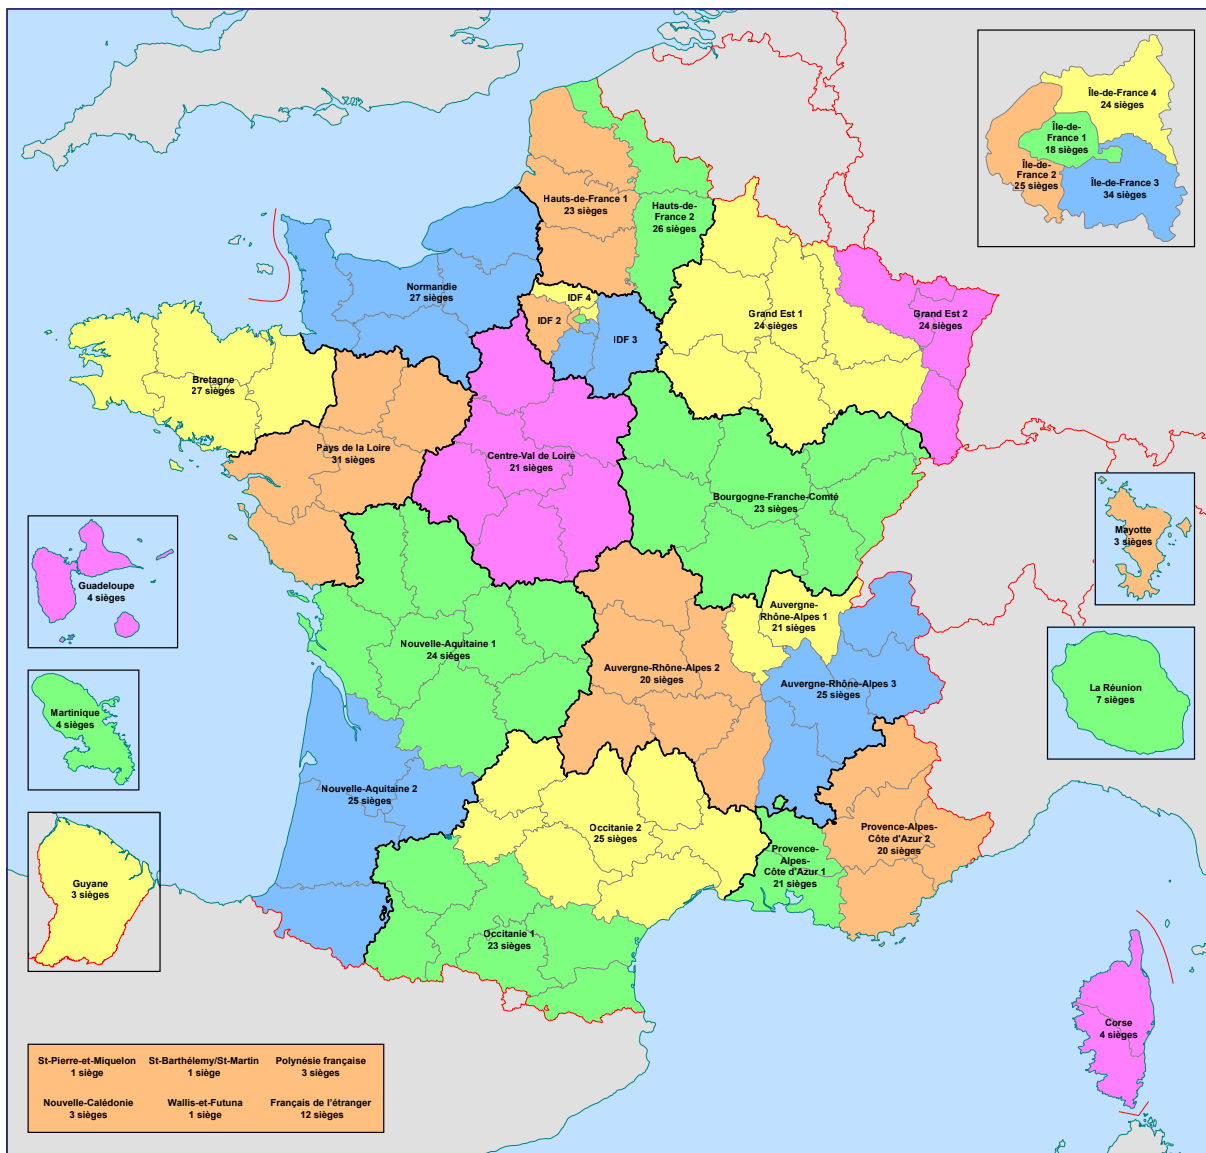 Île-de-France 4
24 sièges
Île-de-
France 1
18 sièges
Île-de-
France 2
25 sièges
Île-de-France 3
34 sièges
Hauts-de-France 1
23 sièges
Hauts-de-
France 2
26 sièges
Normandie
27 sièges
IDF 4
IDF 2
IDF 3
Grand Est 1
24 sièges
Grand Est 2
24 sièges
Bretagne
27 sièges
Pays de la Loire
31 sièges
Centre-Val de Loire
21 sièges
Bourgogne-Franche-Comté
23 sièges
Mayotte
3 sièges
Guadeloupe
4 sièges
Auvergne-
Rhône-Alpes 1
21 sièges
Nouvelle-Aquitaine 1
24 sièges
Auvergne-Rhône-Alpes 2
20 sièges
Auvergne-Rhône-Alpes 3
25 sièges
La Réunion
7 sièges
Martinique
4 sièges
Nouvelle-Aquitaine 2
25 sièges
Occitanie 2
25 sièges
Provence-Alpes-
Côte d'Azur 2
20 sièges
Provence-
Alpes-
Côte d'Azur 1
21 sièges
Guyane
3 sièges
Occitanie 1
23 sièges
Corse
4 sièges
St-Pierre-et-Miquelon
1 siège
St-Barthélemy/St-Martin
1 siège
Polynésie française
3 sièges
Nouvelle-Calédonie
3 sièges
Wallis-et-Futuna
1 siège
Français de l'étranger
12 sièges